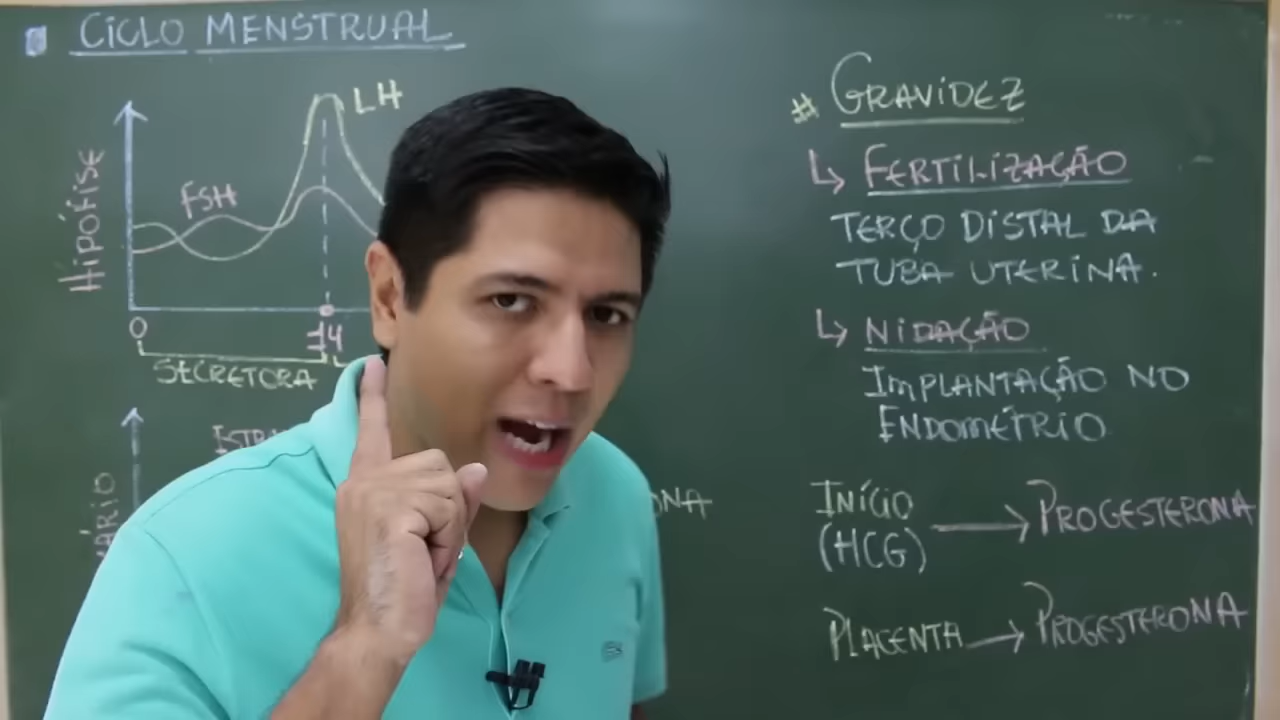 CICLO MENSTRUAL
LH
FSH
HIPÓFISE
0
14
SECRETORA
# GRAVIDEZ
↳ FERTILIZAÇÃO
TERÇO DISTAL DA
TUBA UTERINA.
↳ NIDAÇÃO
IMPLANTAÇÃO NO
ENDOMÉTRIO
INÍCIO
(HCG) → PROGESTERONA
PLACENTA → PROGESTERONA